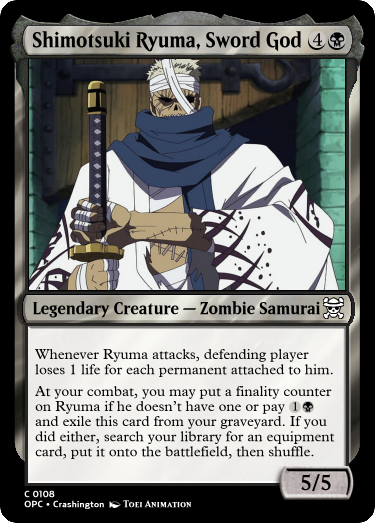 Shimotsuki Ryuma, Sword God 4
Legendary Creature — Zombie Samurai
Whenever Ryuma attacks, defending player
loses 1 life for each permanent attached to him.
At your combat, you may put a finality counter
on Ryuma if he doesn't have one or pay 1
and exile this card from your graveyard. If you
did either, search your library for an equipment
card, put it onto the battlefield, then shuffle.
5/5
C 0108
OPC • Crashington Toei Animation